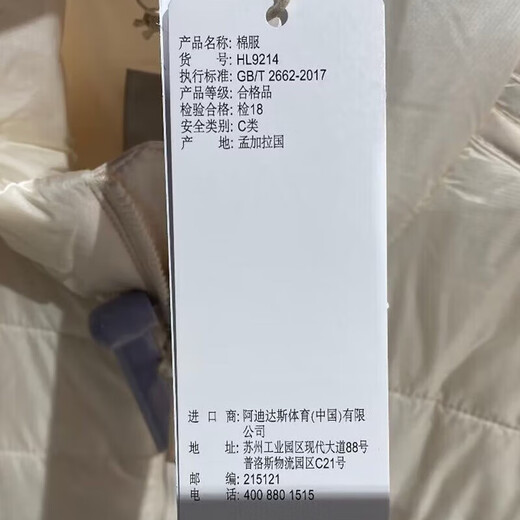 产品名称: 棉服
货 号: HL9214
执行标准: GB/T 2662-2017
产品等级: 合格品
检验合格: 检18
安全类别: C类
产 地: 孟加拉国
进 口 商: 阿迪达斯体育(中国)有限
公司
地 址: 苏州工业园区现代大道88号
普洛斯物流园区C21号
邮 编: 215121
电 话: 400 880 1515